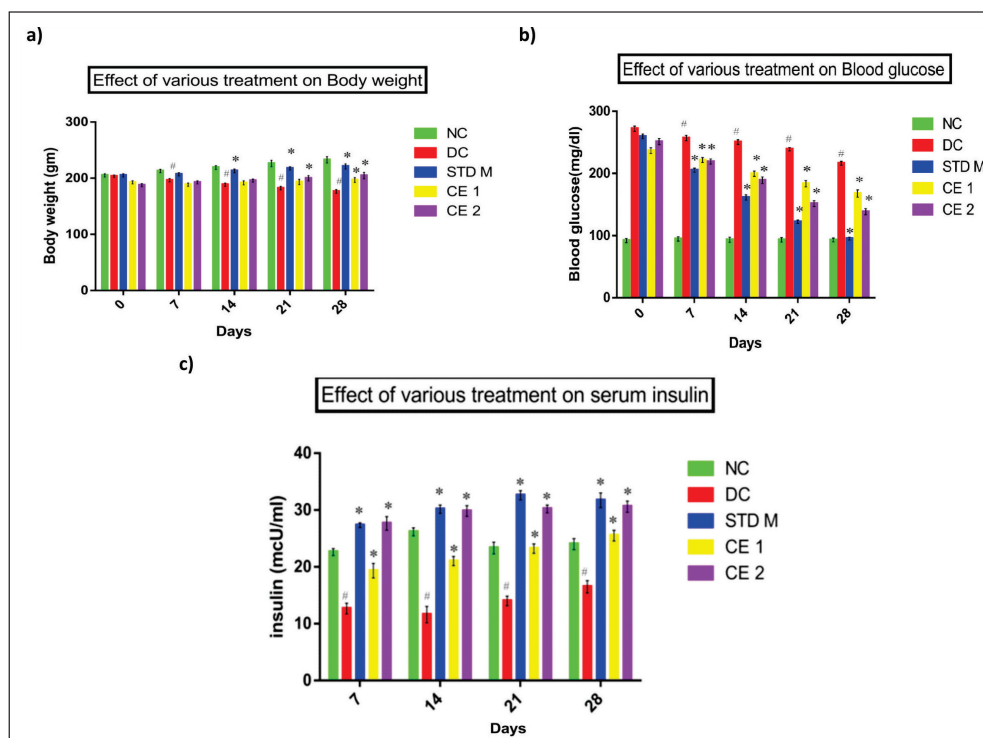 a)
Effect of various treatment on Body weight
300
200
100
0
Body weight (gm)
#
#
*
#
*
*
#
*
*
*
0
7
14
21
28
Days
NC
DC
STD M
CE 1
CE 2
b)
Effect of various treatment on Blood glucose
300
200
100
0
Blood glucose(mg/dl)
#
*
*
*
#
*
*
*
#
*
*
*
#
*
*
*
0
7
14
21
28
Days
NC
DC
STD M
CE 1
CE 2
c)
Effect of various treatment on serum insulin
40
30
20
10
0
insulin (mcU/ml)
#
*
*
*
#
*
*
*
#
*
*
*
#
*
*
*
7
14
21
28
Days
NC
DC
STD M
CE 1
CE 2